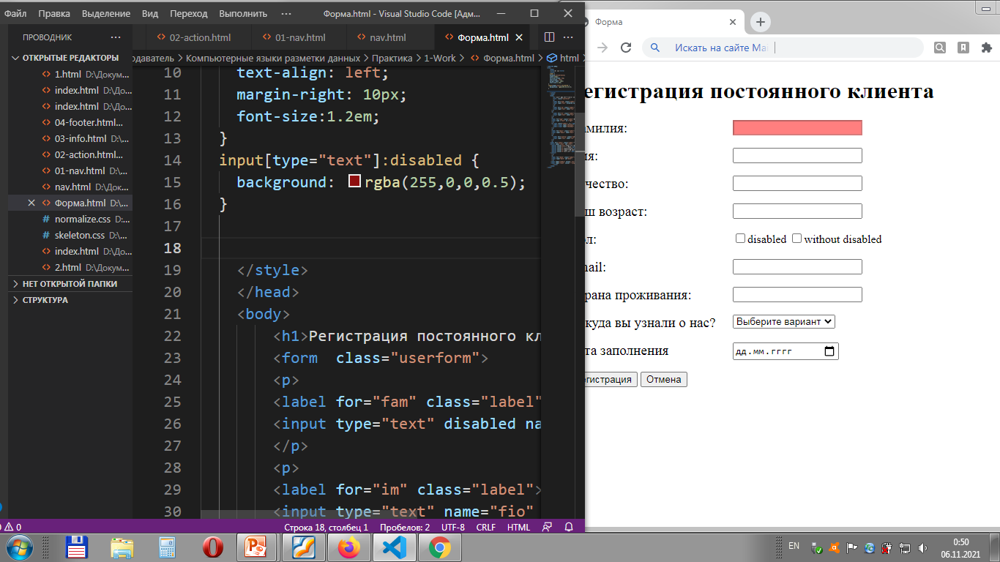 Файл Правка Выделение Вид Переход Выполнить ··· Форма.html - Visual Studio Code [Адм...
ПРОВОДНИК ···
ОТКРЫТЫЕ РЕДАКТОРЫ
1.html D:\Докум...
index.html D:\До...
index.html D:\До...
04-footer.html...
03-info.html D:\...
02-action.html...
01-nav.html D:\...
nav.html D:\Док...
Форма.html D:\...
normalize.css D:...
skeleton.css D:\...
index.html D:\До...
2.html D:\Докум...
НЕТ ОТКРЫТОЙ ПАПКИ
СТРУКТУРА
02-action.html 01-nav.html nav.html Форма.html ···
одаватель > Компьютерные языки разметки данных > Практика > 1-Work > Форма.html > html >
10 text-align: left;
11 margin-right: 10px;
12 font-size:1.2em;
13 }
14 input[type="text"]:disabled {
15 background: rgba(255,0,0,0.5);
16 }
17
18
19 </style>
20 </head>
21 <body>
22 <h1>Регистрация постоянного кл
23 <form  class="userform">
24 <p>
25 <label for="fam" class="label"
26 <input type="text" disabled na
27 </p>
28 <p>
29 <label for="im" class="label">
30 <input type="text" name="fio"
0 Строка 18, столбец 1 Пробелов: 2 UTF-8 CRLF HTML
Форма
Искать на сайте Mai
егистрация постоянного клиента
амилия:
ия:
чество:
ш возраст:
ол:
disabled without disabled
mail:
рана проживания:
куда вы узнали о нас? Выберите вариант
та заполнения дд.мм.гггг
егистрация Отмена
EN 0:50
06.11.2021